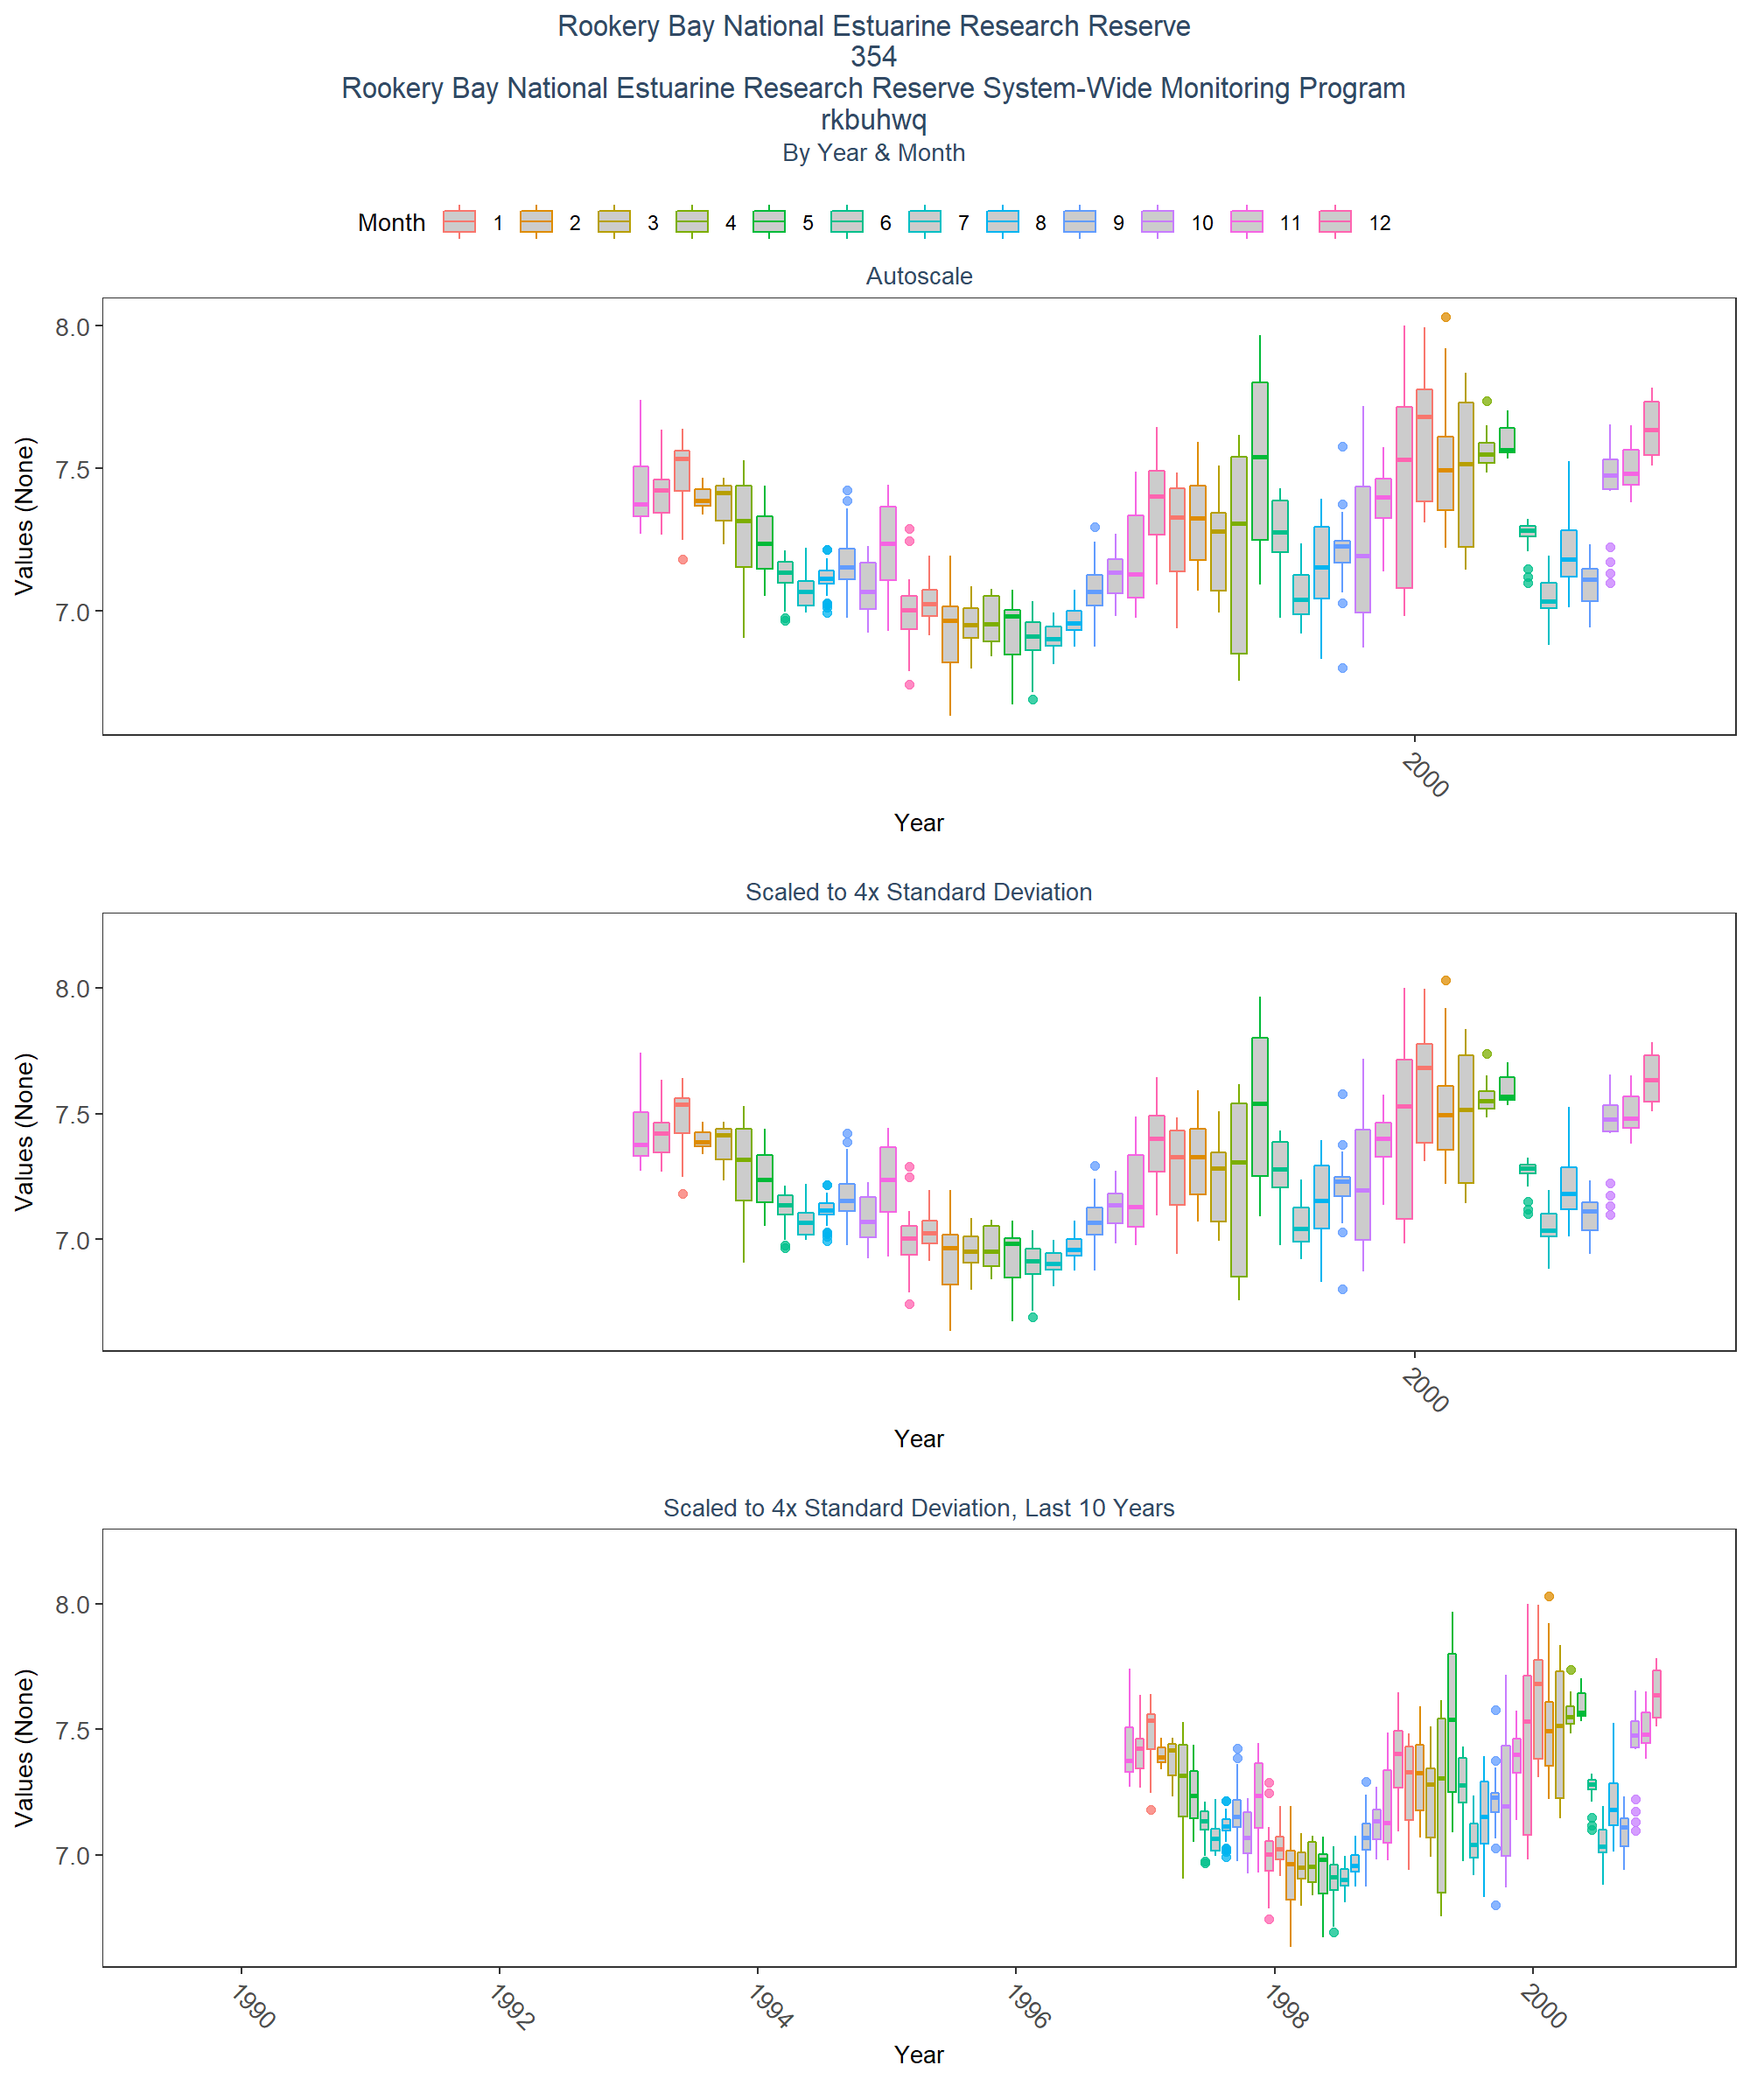 Rookery Bay National Estuarine Research Reserve
354
Rookery Bay National Estuarine Research Reserve System-Wide Monitoring Program
rkbuhwq
By Year & Month
Month 1 2 3 4 5 6 7 8 9 10 11 12
Autoscale
Values (None)
8.0
7.5
7.0
2000
Year
Scaled to 4x Standard Deviation
Values (None)
8.0
7.5
7.0
2000
Year
Scaled to 4x Standard Deviation, Last 10 Years
Values (None)
8.0
7.5
7.0
1990 1992 1994 1996 1998 2000
Year